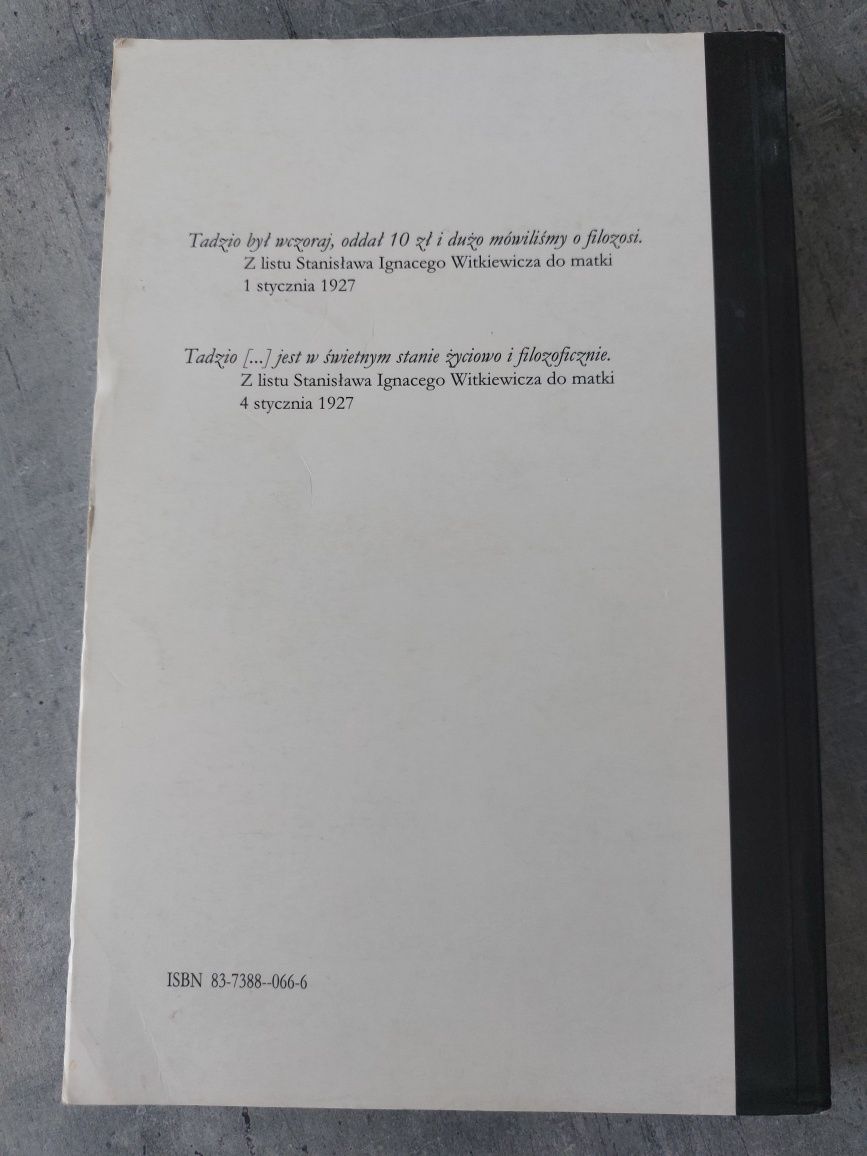 Tadzio był wczoraj, oddał 10 zł i dużo mówiliśmy o filozosi.
Z listu Stanisława Ignacego Witkiewicza do matki
1 stycznia 1927
Tadzio [...] jest w świetnym stanie życiowo i filozoficznie.
Z listu Stanisława Ignacego Witkiewicza do matki
4 stycznia 1927
ISBN 83-7388--066-6